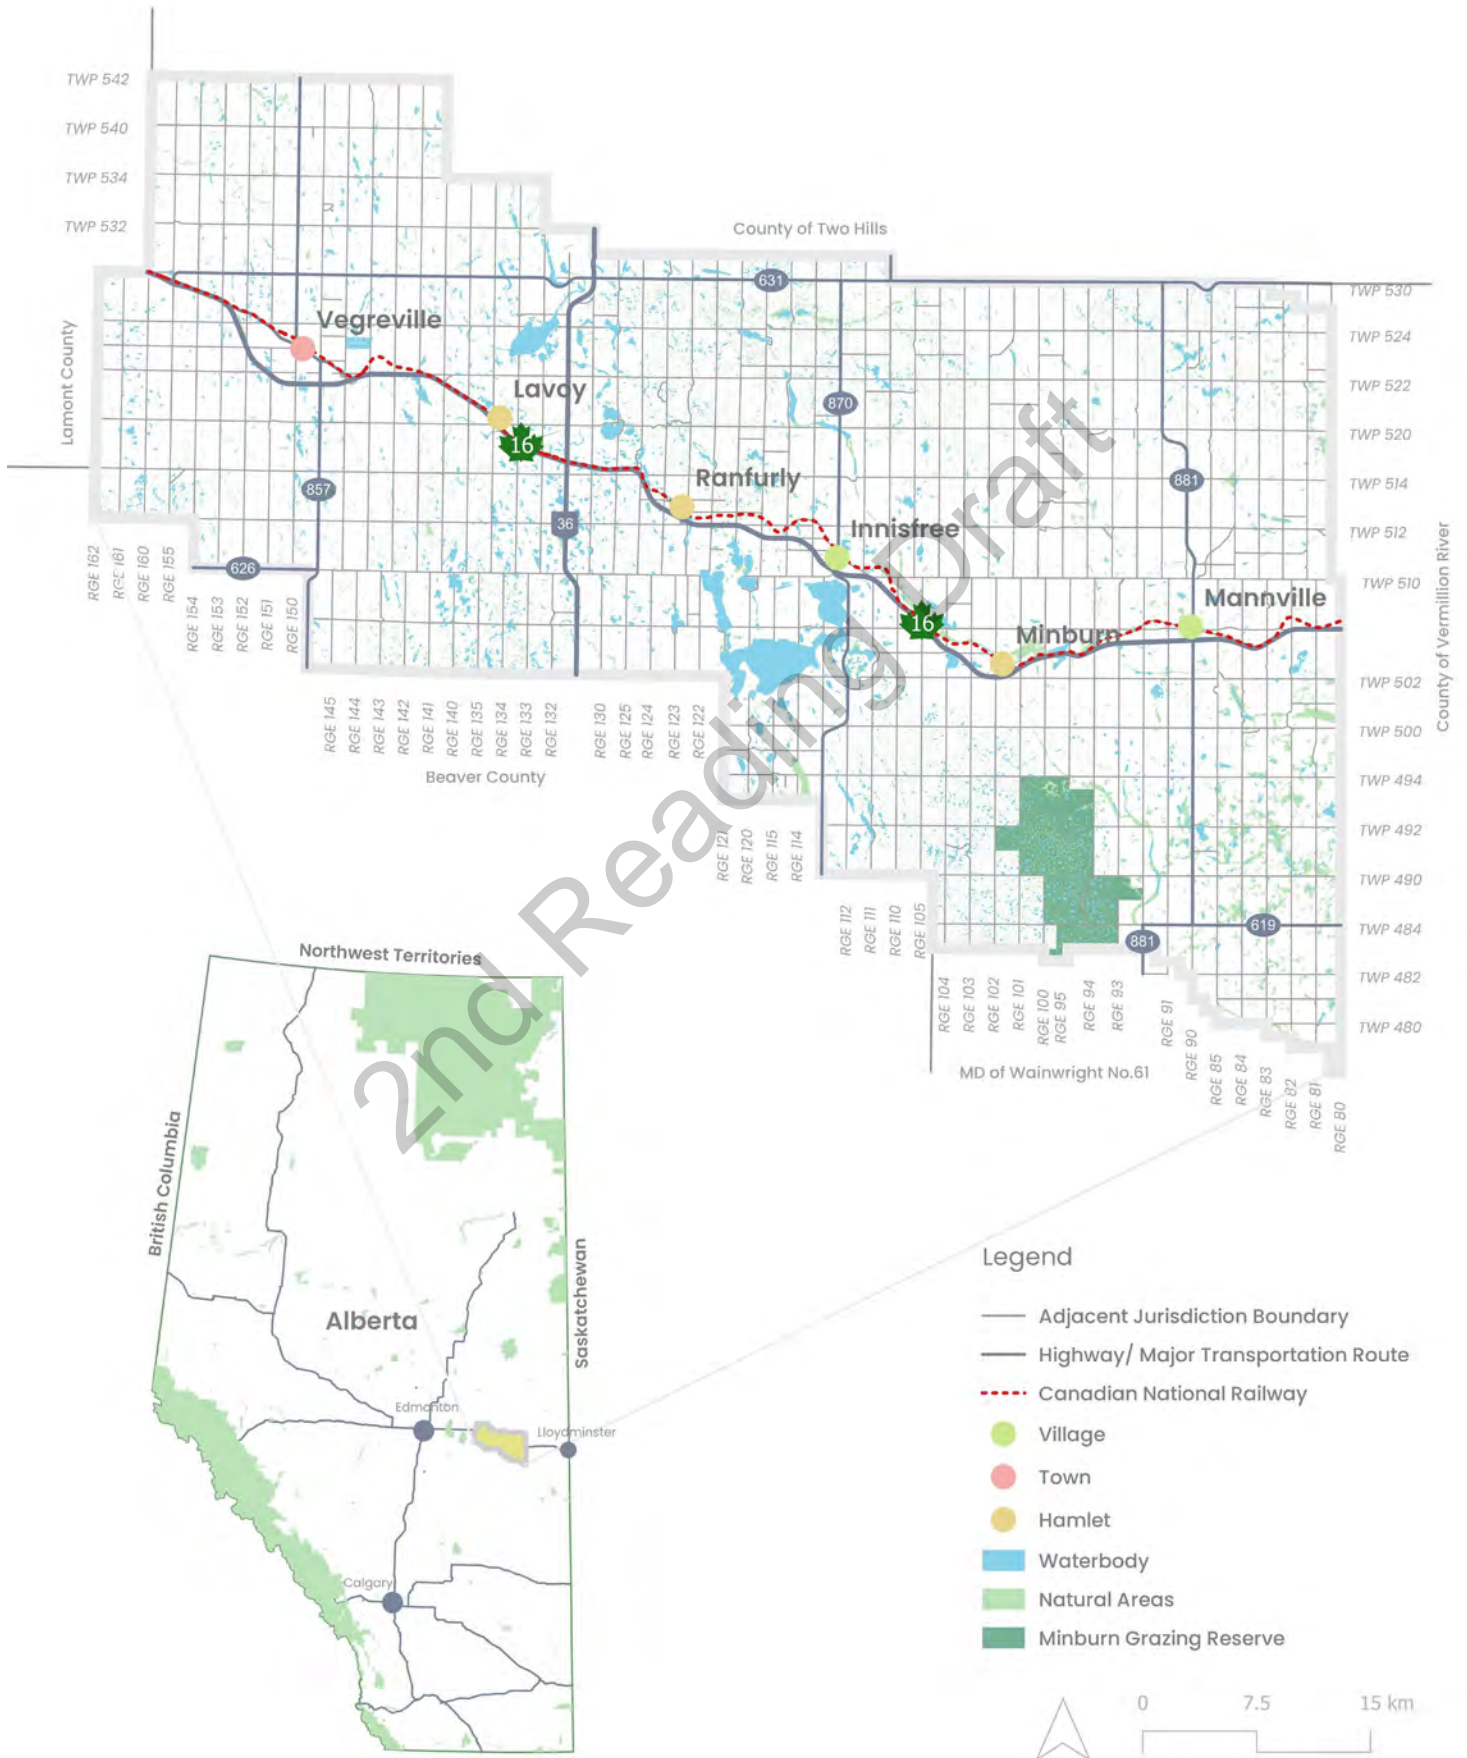 TWP 542
TWP 540
TWP 534
TWP 532
County of Two Hills
631
TWP 530
Vegreville
TWP 524
Lamont County
Lavoy
TWP 522
870
16
TWP 520
Ranfurly
857
881
TWP 514
36
Innisfree
TWP 512
County of Vermillion River
626
TWP 510
RGE 162
RGE 161
RGE 160
RGE 155
RGE 154
RGE 153
RGE 152
RGE 151
RGE 150
Mannville
16
Minburn
TWP 502
RGE 145
RGE 144
RGE 143
RGE 142
RGE 141
RGE 140
RGE 135
RGE 134
RGE 133
RGE 132
RGE 130
RGE 125
RGE 124
RGE 123
RGE 122
TWP 500
Beaver County
TWP 494
TWP 492
RGE 121
RGE 120
RGE 115
RGE 114
TWP 490
RGE 112
RGE 111
RGE 110
RGE 105
619
TWP 484
881
TWP 482
RGE 104
RGE 103
RGE 102
RGE 101
RGE 100
RGE 95
RGE 94
RGE 93
RGE 91
RGE 90
RGE 85
RGE 84
RGE 83
RGE 82
RGE 81
RGE 80
TWP 480
MD of Wainwright No.61
2nd Reading Draft
Northwest Territories
British Columbia
Alberta
Saskatchewan
Edmonton
Lloydminster
Calgary
Legend
Adjacent Jurisdiction Boundary
Highway/ Major Transportation Route
Canadian National Railway
Village
Town
Hamlet
Waterbody
Natural Areas
Minburn Grazing Reserve
0 7.5 15 km